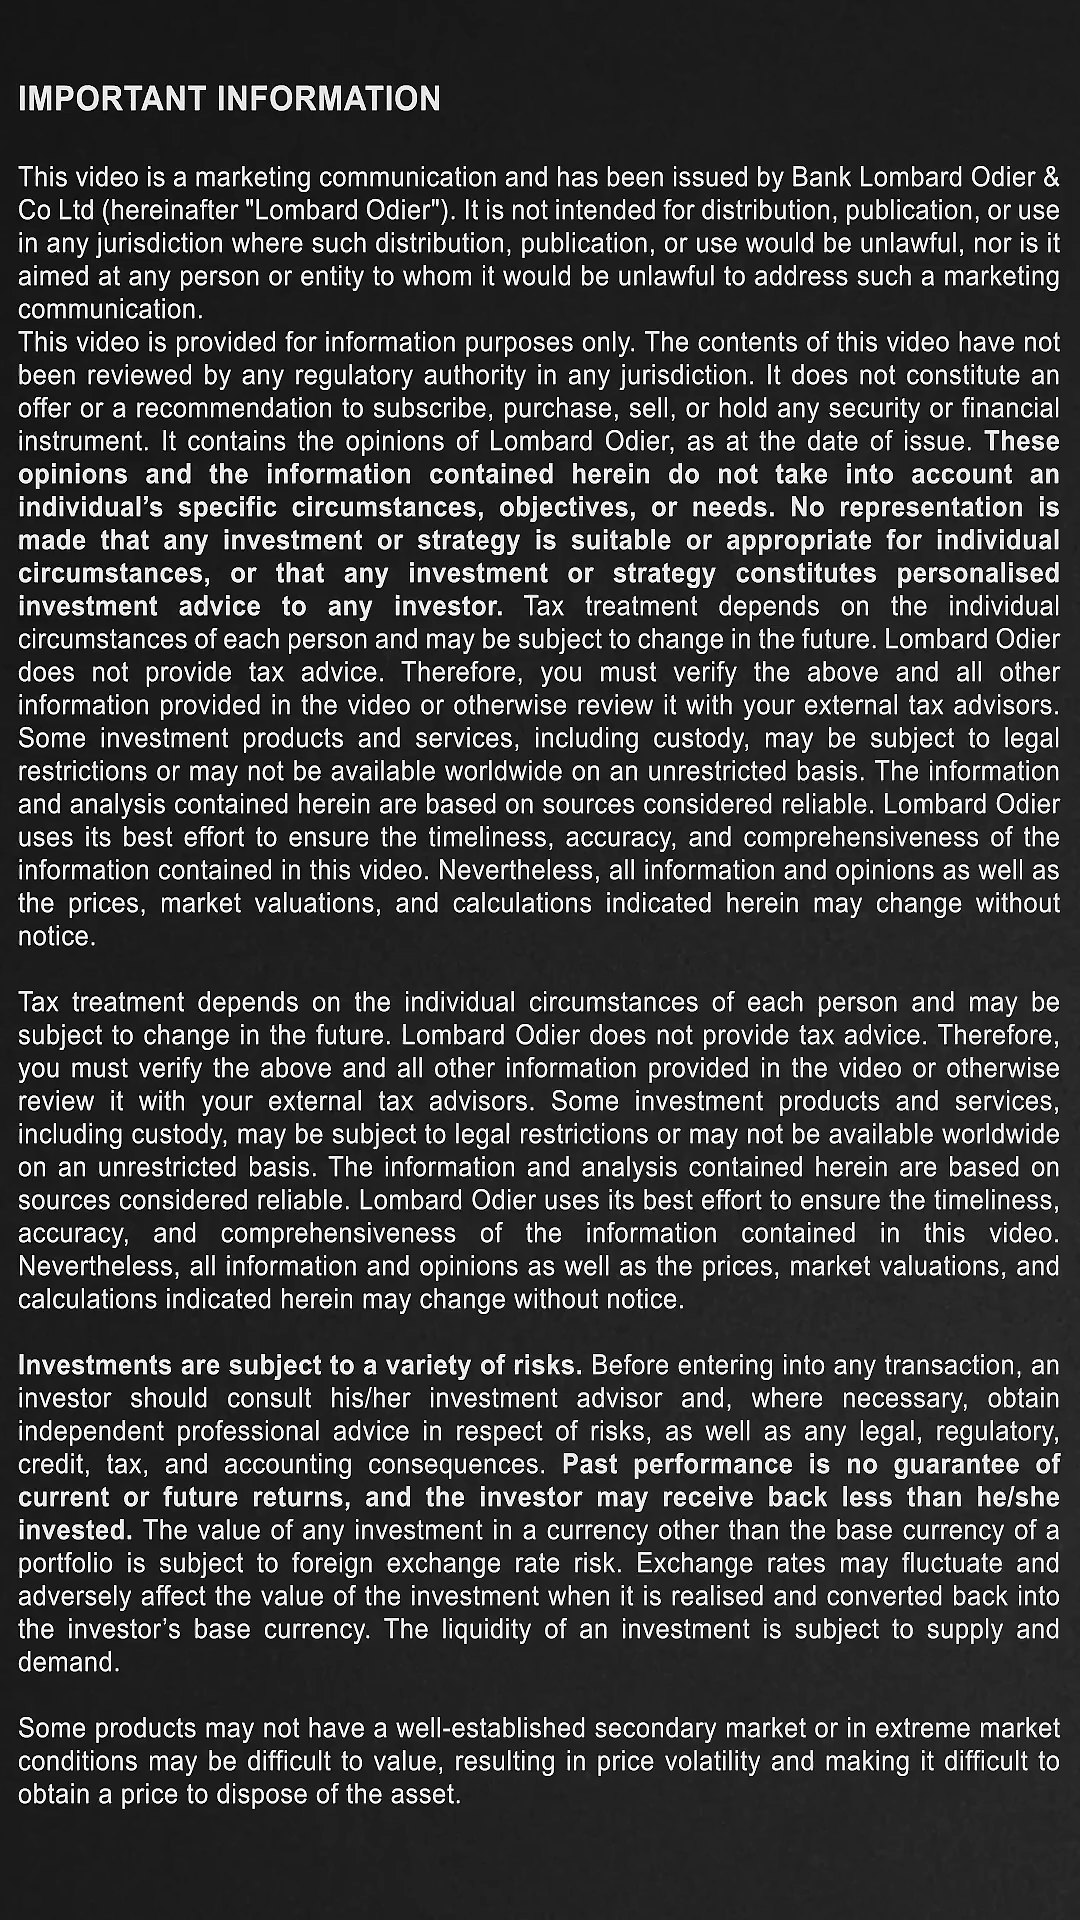 IMPORTANT INFORMATION
This video is a marketing communication and has been issued by Bank Lombard Odier &
Co Ltd (hereinafter "Lombard Odier"). It is not intended for distribution, publication, or use
in any jurisdiction where such distribution, publication, or use would be unlawful, nor is it
aimed at any person or entity to whom it would be unlawful to address such a marketing
communication.
This video is provided for information purposes only. The contents of this video have not
been reviewed by any regulatory authority in any jurisdiction. It does not constitute an
offer or a recommendation to subscribe, purchase, sell, or hold any security or financial
instrument. It contains the opinions of Lombard Odier, as at the date of issue. These
opinions and the information contained herein do not take into account an
individual’s specific circumstances, objectives, or needs. No representation is
made that any investment or strategy is suitable or appropriate for individual
circumstances, or that any investment or strategy constitutes personalised
investment advice to any investor. Tax treatment depends on the individual
circumstances of each person and may be subject to change in the future. Lombard Odier
does not provide tax advice. Therefore, you must verify the above and all other
information provided in the video or otherwise review it with your external tax advisors.
Some investment products and services, including custody, may be subject to legal
restrictions or may not be available worldwide on an unrestricted basis. The information
and analysis contained herein are based on sources considered reliable. Lombard Odier
uses its best effort to ensure the timeliness, accuracy, and comprehensiveness of the
information contained in this video. Nevertheless, all information and opinions as well as
the prices, market valuations, and calculations indicated herein may change without
notice.
Tax treatment depends on the individual circumstances of each person and may be
subject to change in the future. Lombard Odier does not provide tax advice. Therefore,
you must verify the above and all other information provided in the video or otherwise
review it with your external tax advisors. Some investment products and services,
including custody, may be subject to legal restrictions or may not be available worldwide
on an unrestricted basis. The information and analysis contained herein are based on
sources considered reliable. Lombard Odier uses its best effort to ensure the timeliness,
accuracy, and comprehensiveness of the information contained in this video.
Nevertheless, all information and opinions as well as the prices, market valuations, and
calculations indicated herein may change without notice.
Investments are subject to a variety of risks. Before entering into any transaction, an
investor should consult his/her investment advisor and, where necessary, obtain
independent professional advice in respect of risks, as well as any legal, regulatory,
credit, tax, and accounting consequences. Past performance is no guarantee of
current or future returns, and the investor may receive back less than he/she
invested. The value of any investment in a currency other than the base currency of a
portfolio is subject to foreign exchange rate risk. Exchange rates may fluctuate and
adversely affect the value of the investment when it is realised and converted back into
the investor’s base currency. The liquidity of an investment is subject to supply and
demand.
Some products may not have a well-established secondary market or in extreme market
conditions may be difficult to value, resulting in price volatility and making it difficult to
obtain a price to dispose of the asset.